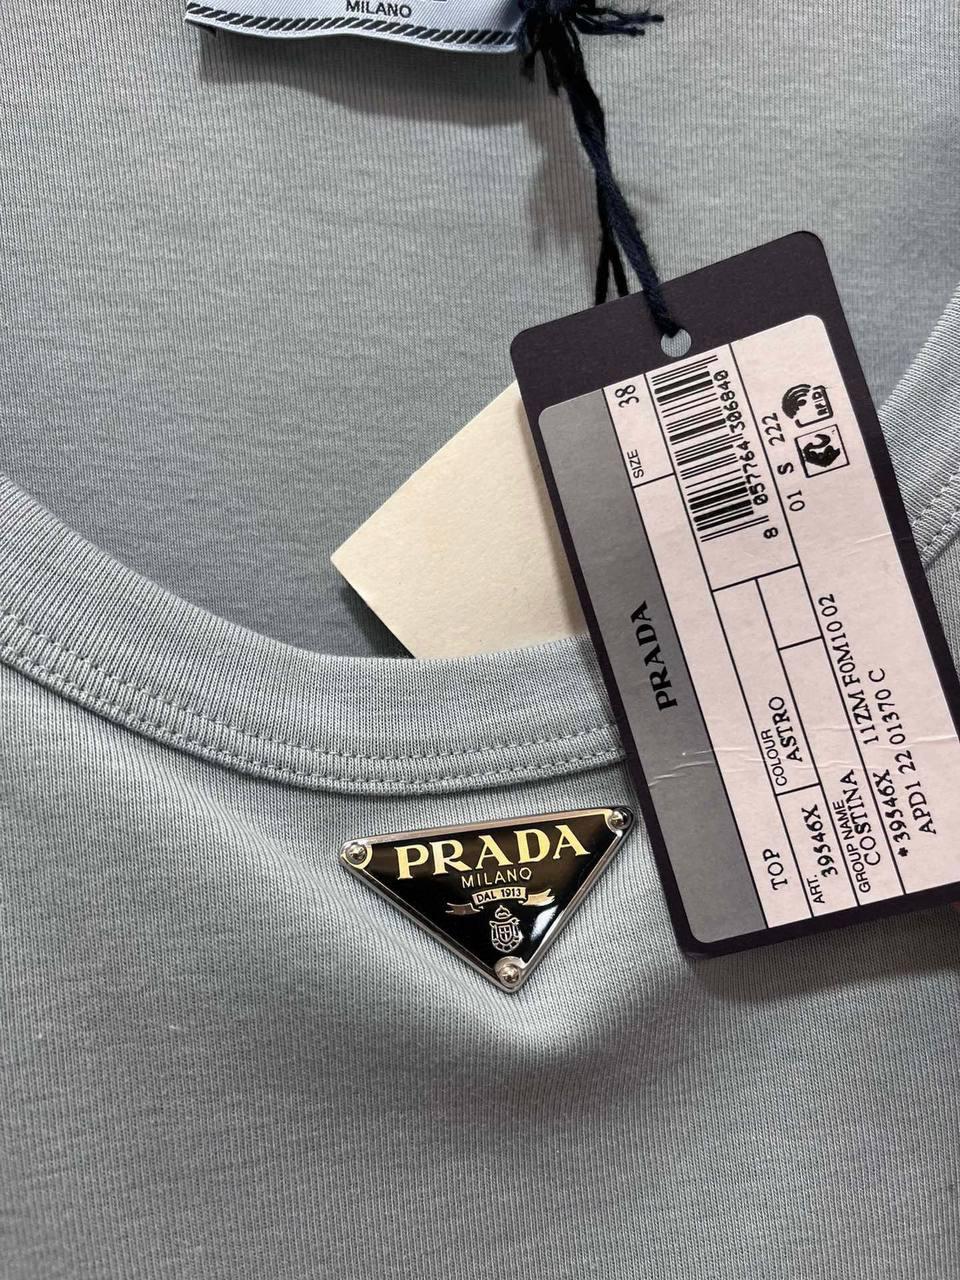 MILANO
SIZE
38
8 057764 306840
01 S 222
PRADA
TOP
COLOUR
ASTRO
ART.
39546X
GROUP NAME
COSTINA
11ZM F0M10 02
*39546X
APD1 22 01370 C
PRADA
MILANO
DAL 1913